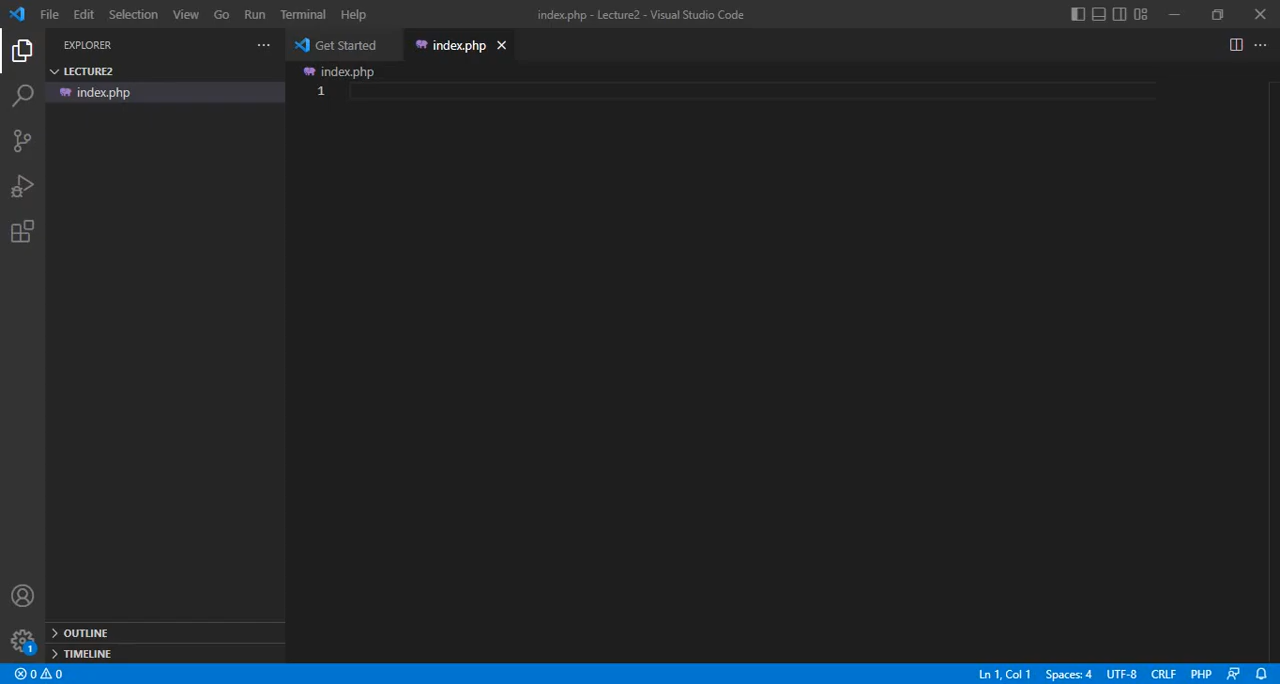 File Edit Selection View Go Run Terminal Help
index.php - Lecture2 - Visual Studio Code
EXPLORER
Get Started
index.php
LECTURE2
index.php
index.php
1
OUTLINE
1
TIMELINE
0 0
Ln 1, Col 1 Spaces: 4 UTF-8 CRLF PHP